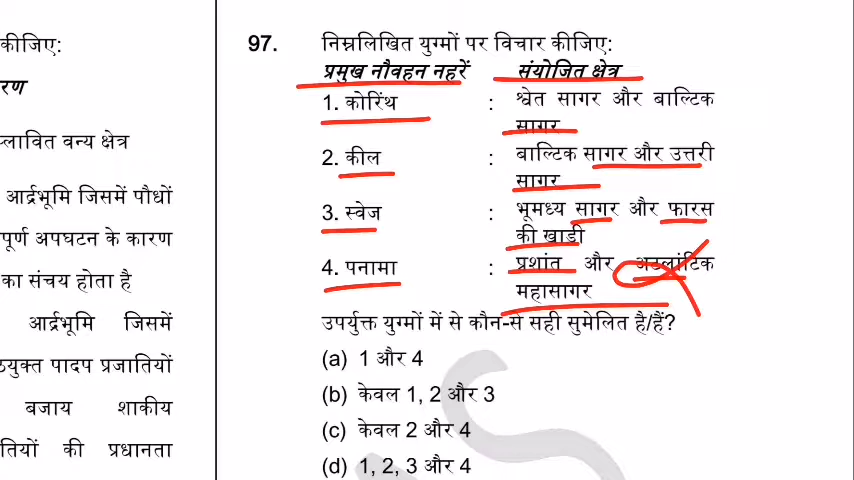 कीजिए:
रण
प्लावित वन्य क्षेत्र
आर्द्रभूमि जिसमें पौधों
पूर्ण अपघटन के कारण
का संचय होता है
आर्द्रभूमि जिसमें
पादप प्रजातियों
बजाय शाकीय
तियों की प्रधानता
97. निम्नलिखित युग्मों पर विचार कीजिए:
प्रमुख नौवहन नहरें संयोजित क्षेत्र
1. कोरिंथ : श्वेत सागर और बाल्टिक
सागर
2. कील : बाल्टिक सागर और उत्तरी
सागर
3. स्वेज : भूमध्य सागर और फारस
की खाड़ी
4. पनामा : प्रशांत और अटलांटिक
महासागर
उपर्युक्त युग्मों में से कौन-से सही सुमेलित है/हैं?
(a) 1 और 4
(b) केवल 1, 2 और 3
(c) केवल 2 और 4
(d) 1, 2, 3 और 4